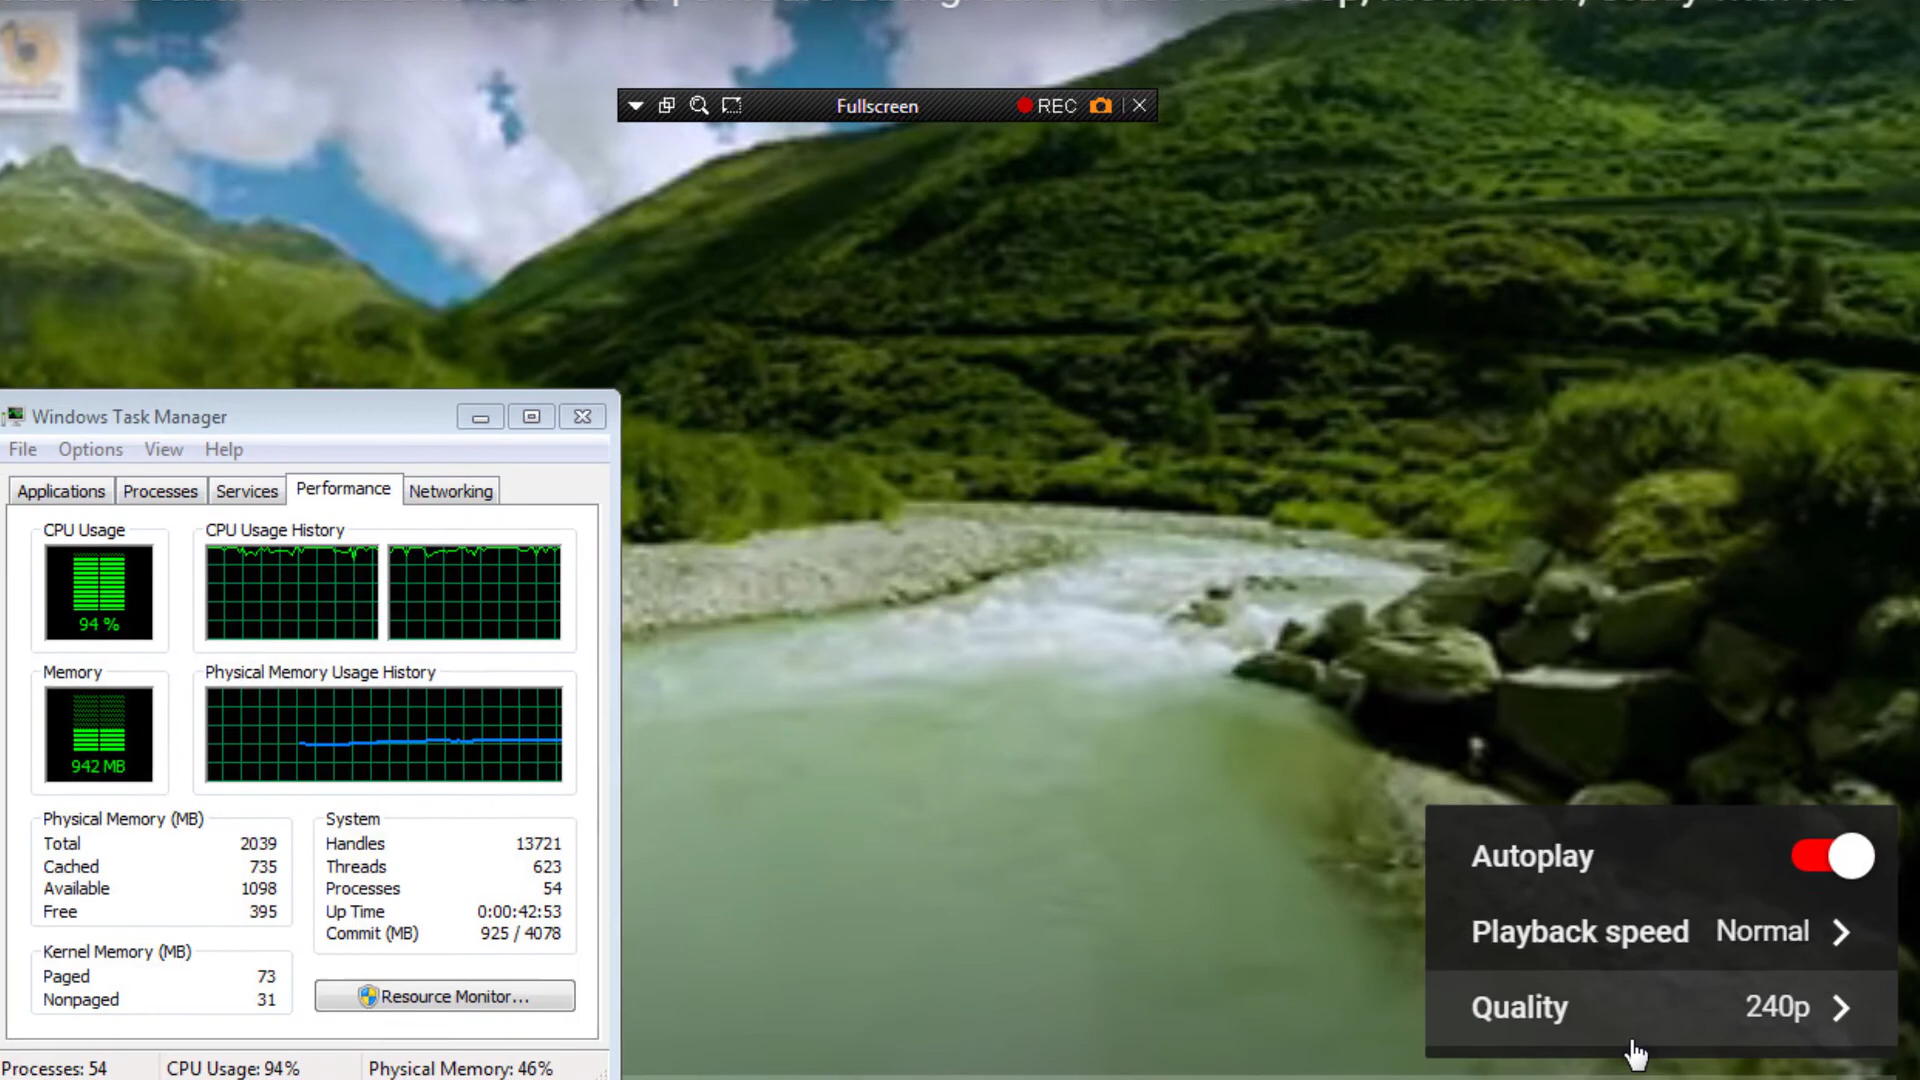 Fullscreen
REC
Windows Task Manager
File Options View Help
Applications Processes Services Performance Networking
CPU Usage
94 %
CPU Usage History
Memory
942 MB
Physical Memory Usage History
Physical Memory (MB)
Total 2039
Cached 735
Available 1098
Free 395
Kernel Memory (MB)
Paged 73
Nonpaged 31
System
Handles 13721
Threads 623
Processes 54
Up Time 0:00:42:53
Commit (MB) 925 / 4078
Resource Monitor...
Processes: 54 CPU Usage: 94% Physical Memory: 46%
Autoplay
Playback speed Normal
Quality 240p